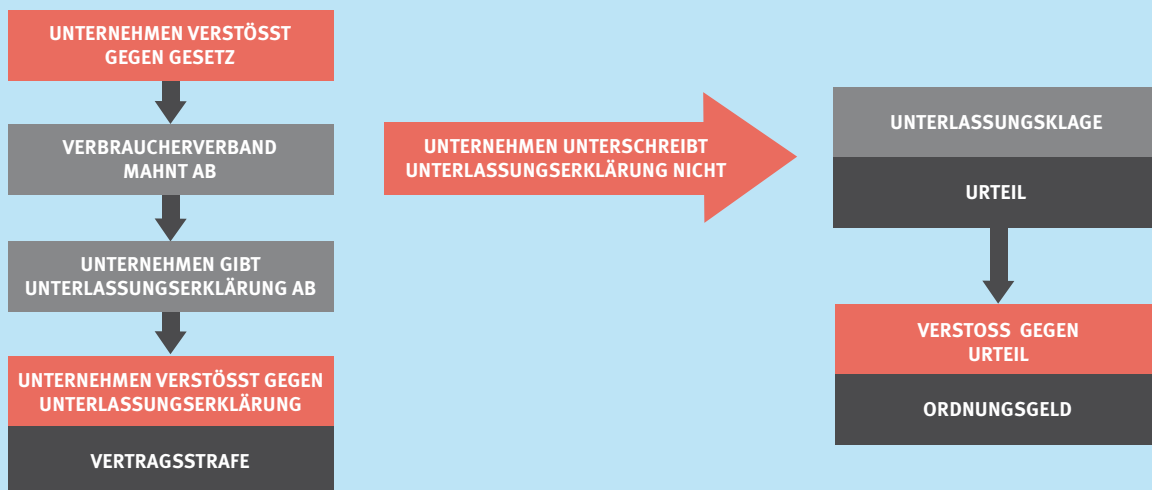 UNTERNEHMEN VERSTÖSST
GEGEN GESETZ
VERBRAUCHERVERBAND
MAHNT AB
UNTERNEHMEN GIBT
UNTERLASSUNGSERKLÄRUNG AB
UNTERNEHMEN VERSTÖSST GEGEN
UNTERLASSUNGSERKLÄRUNG
VERTRAGSSTRAFE
UNTERNEHMEN UNTERSCHREIBT
UNTERLASSUNGSERKLÄRUNG NICHT
UNTERLASSUNGSKLAGE
URTEIL
VERSTOSS GEGEN
URTEIL
ORDNUNGSGELD